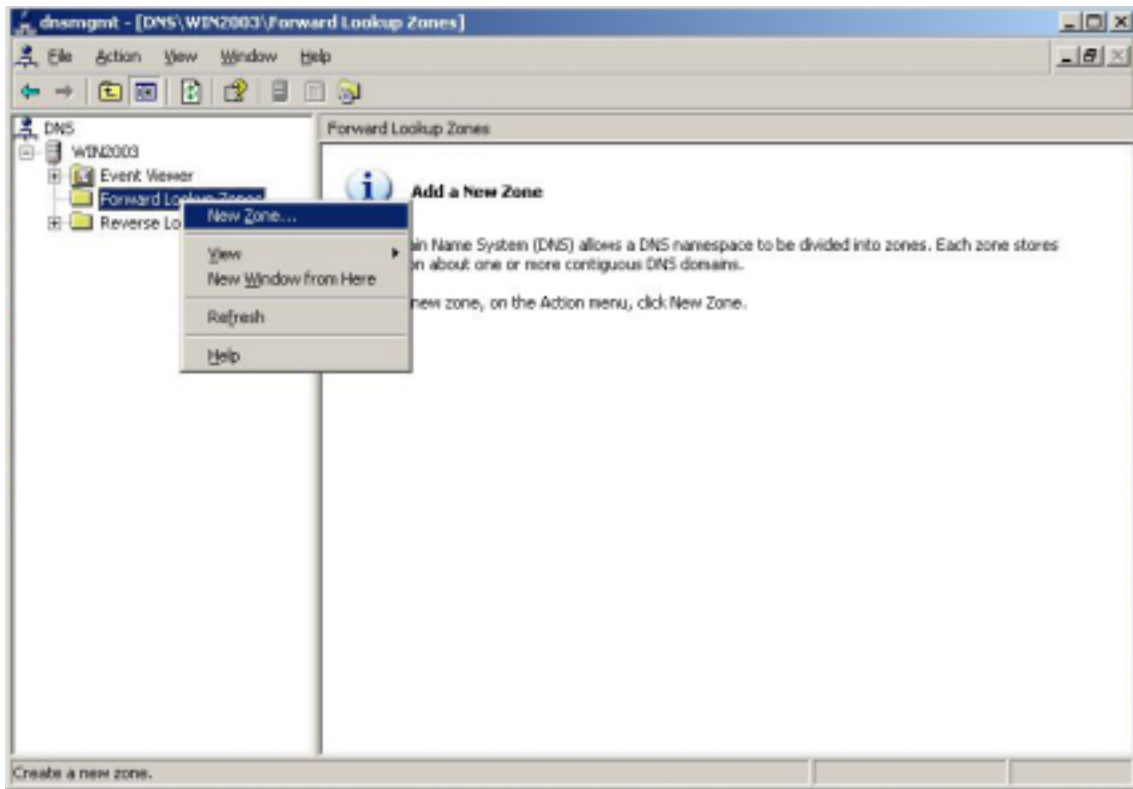 dnsmgmt - [DNS\WIN2003\Forward Lookup Zones]
File Action View Window Help
DNS
WIN2003
Event Viewer
Forward Lookup Zones
Reverse Lo
New Zone...
View
New Window from Here
Refresh
Help
Forward Lookup Zones
Add a New Zone
in Name System (DNS) allows a DNS namespace to be divided into zones. Each zone stores
on about one or more contiguous DNS domains.
new zone, on the Action menu, click New Zone.
Create a new zone.